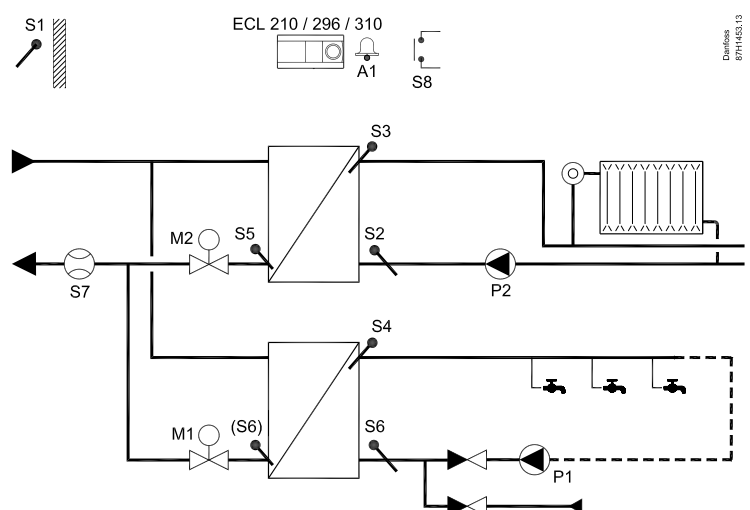 S1
ECL 210 / 296 / 310
A1
S8
Danfoss
87H1453.13
S3
M2
S5
S2
S7
P2
S4
M1
(S6)
S6
P1